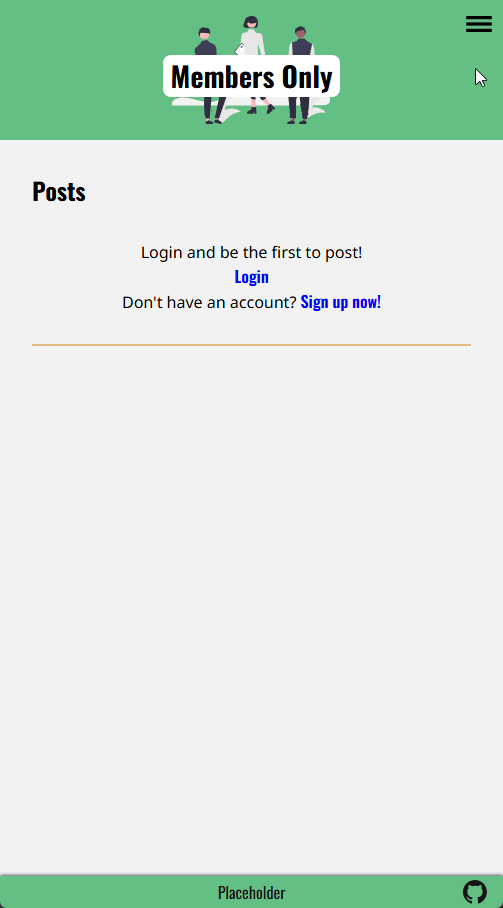 Members Only
Posts
Login and be the first to post!
Login
Don't have an account? Sign up now!
Placeholder